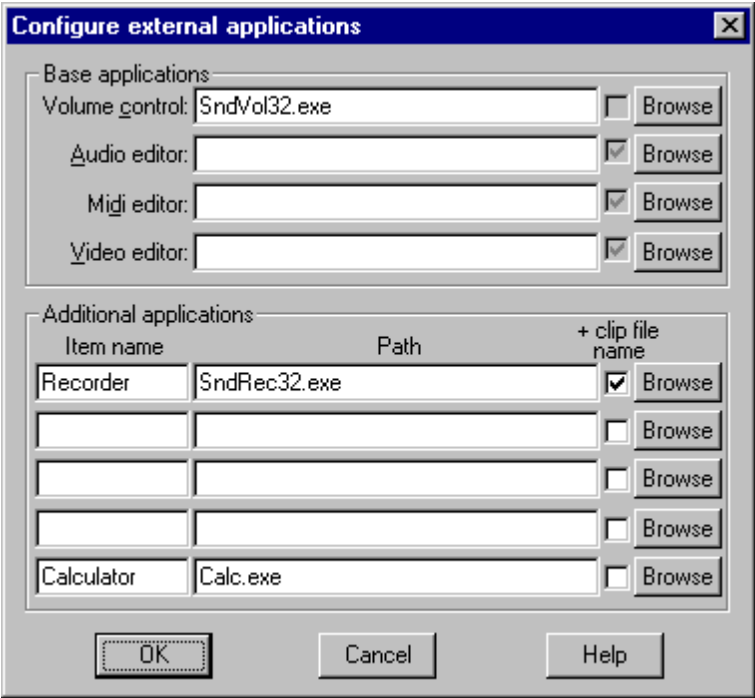 Configure external applications
Base applications
Volume control: SndVol32.exe Browse
Audio editor: Browse
Midi editor: Browse
Video editor: Browse
Additional applications
Item name Path + clip file name
Recorder SndRec32.exe Browse
Browse
Browse
Browse
Calculator Calc.exe Browse
OK Cancel Help